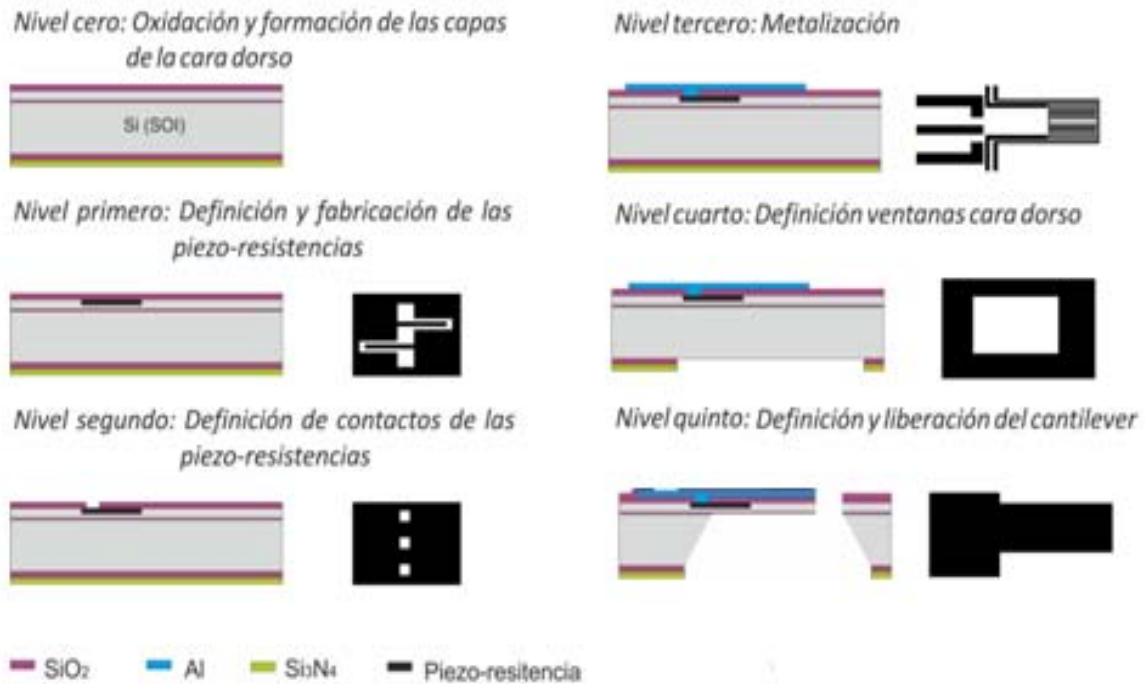 Nivel cero: Oxidación y formación de las capas
de la cara dorso
Si (SOI)
Nivel primero: Definición y fabricación de las
piezo-resistencias
Nivel segundo: Definición de contactos de las
piezo-resistencias
Nivel tercero: Metalización
Nivel cuarto: Definición ventanas cara dorso
Nivel quinto: Definición y liberación del cantilever
SiO₂
Al
Si₃N₄
Piezo-resitencia